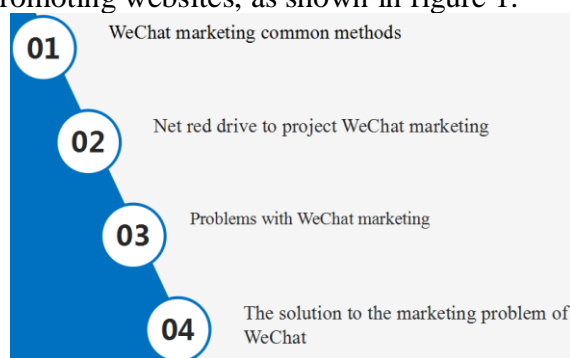 romoting websites, as shown in figure 1.
01
WeChat marketing common methods
02
Net red drive to project WeChat marketing
03
Problems with WeChat marketing
04
The solution to the marketing problem of
WeChat